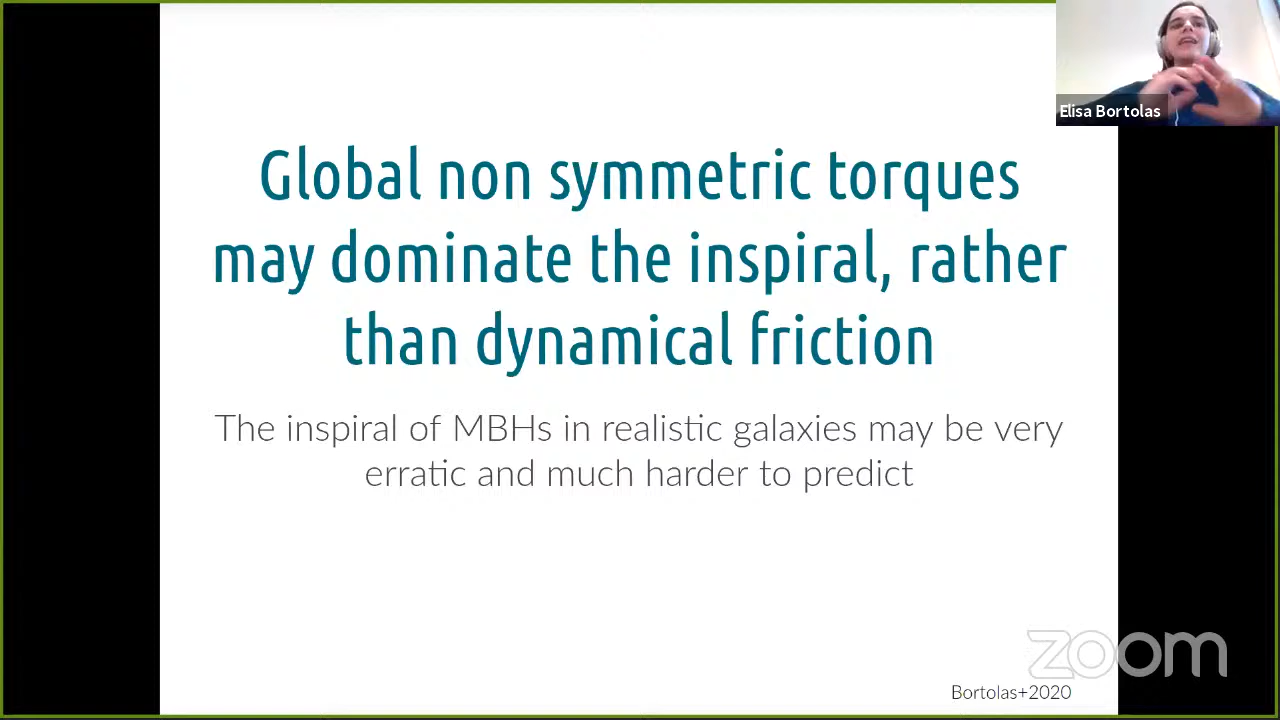 Elisa Bortolas
Global non symmetric torques
may dominate the inspiral, rather
than dynamical friction
The inspiral of MBHs in realistic galaxies may be very
erratic and much harder to predict
zoom
Bortolas+2020